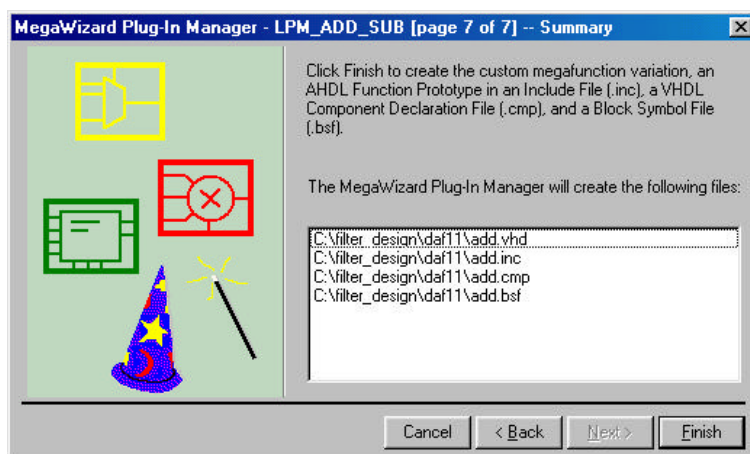 MegaWizard Plug-In Manager - LPM_ADD_SUB [page 7 of 7] -- Summary
Click Finish to create the custom megafunction variation, an
AHDL Function Prototype in an Include File (.inc), a VHDL
Component Declaration File (.cmp), and a Block Symbol File
(.bsf).
The MegaWizard Plug-In Manager will create the following files:
C:\filter_design\daf11\add.vhd
C:\filter_design\daf11\add.inc
C:\filter_design\daf11\add.cmp
C:\filter_design\daf11\add.bsf
Cancel < Back Next > Finish